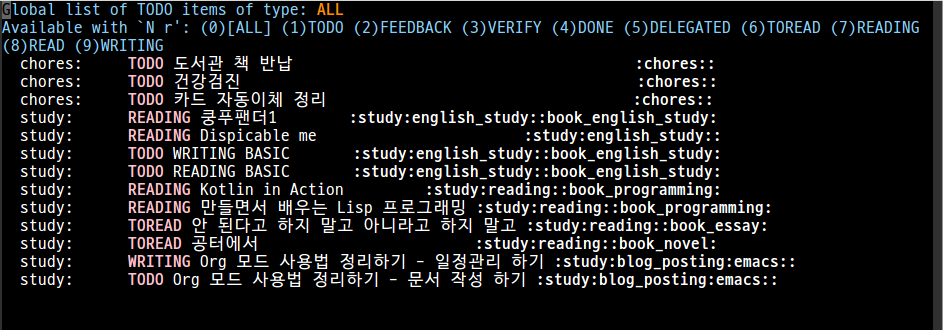 Global list of TODO items of type: ALL
Available with `N r': (0)[ALL] (1)TODO (2)FEEDBACK (3)VERIFY (4)DONE (5)DELEGATED (6)TOREAD (7)READING
(8)READ (9)WRITING
chores: TODO 도서관 책 반납 :chores::
chores: TODO 건강검진 :chores::
chores: TODO 카드 자동이체 정리 :chores::
study: READING 쿵푸팬더1 :study:english_study::book_english_study:
study: READING Dispicable me :study:english_study::
study: TODO WRITING BASIC :study:english_study::book_english_study:
study: TODO READING BASIC :study:english_study::book_english_study:
study: READING Kotlin in Action :study:reading::book_programming:
study: READING 만들면서 배우는 Lisp 프로그래밍 :study:reading::book_programming:
study: TOREAD 안 된다고 하지 말고 아니라고 하지 말고 :study:reading::book_essay:
study: TOREAD 공터에서 :study:reading::book_novel:
study: WRITING Org 모드 사용법 정리하기 - 일정관리 하기 :study:blog_posting:emacs::
study: TODO Org 모드 사용법 정리하기 - 문서 작성 하기 :study:blog_posting:emacs::